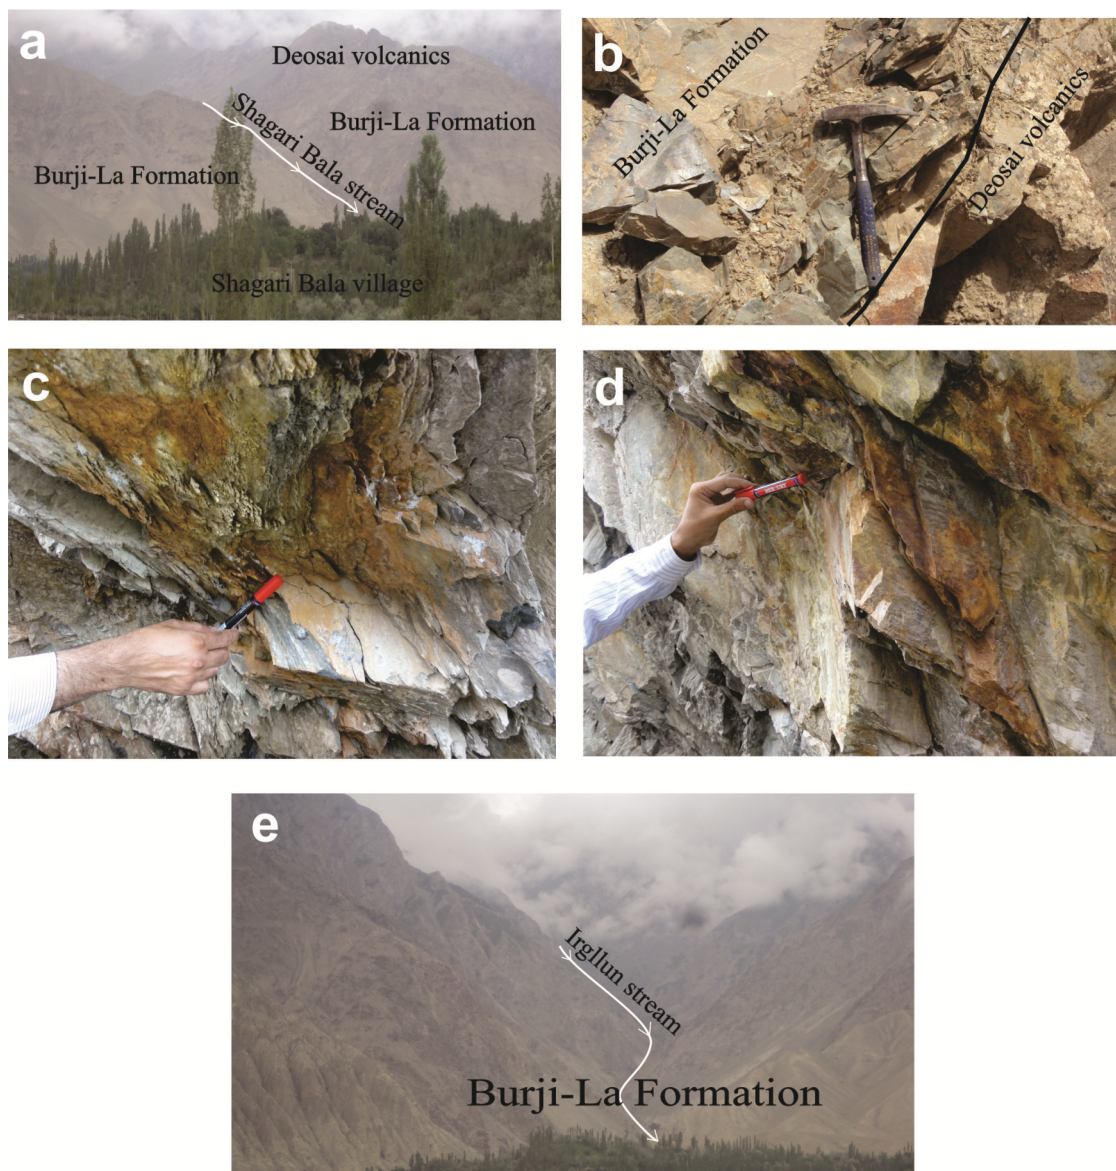 a
Deosai volcanics
Shagari Bala stream
Burji-La Formation
Burji-La Formation
Shagari Bala village
b
Burji-La Formation
Deosai volcanics
c
d
e
Irgllun stream
Burji-La Formation